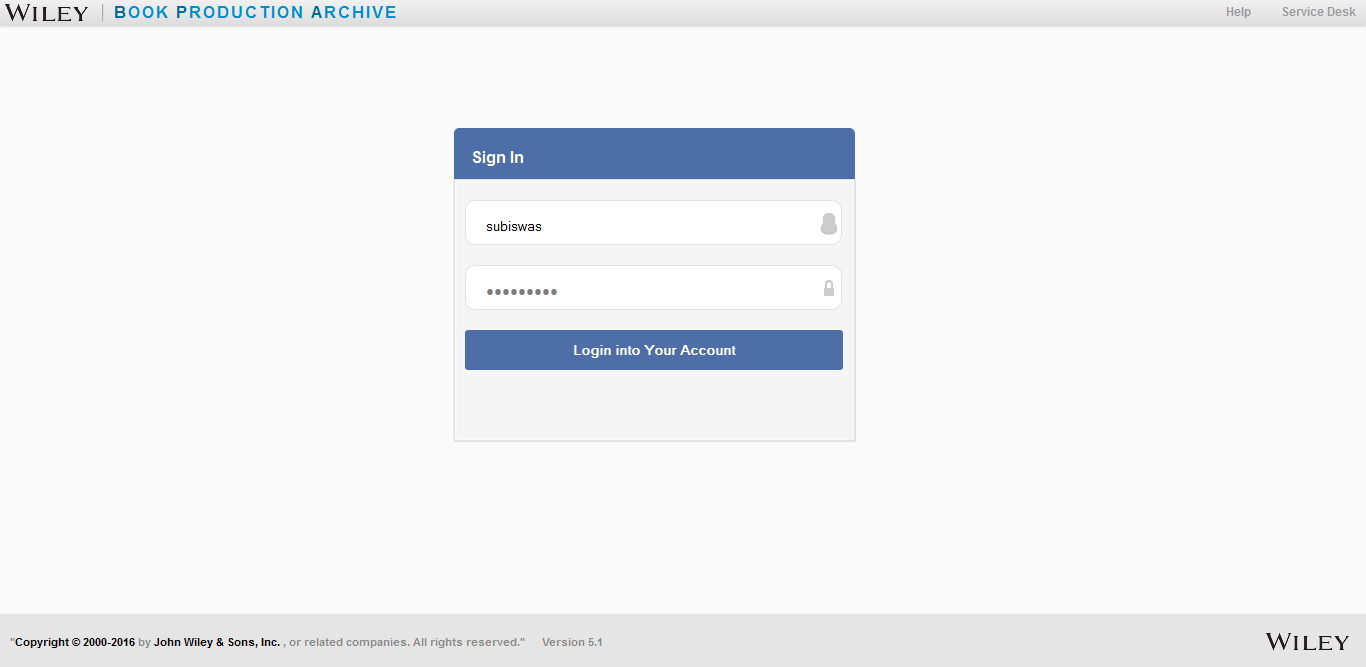 WILEY | BOOK PRODUCTION ARCHIVE Help Service Desk
Sign In
subiswas
•••••••••
Login into Your Account
"Copyright © 2000-2016 by John Wiley & Sons, Inc. , or related companies. All rights reserved." Version 5.1 WILEY